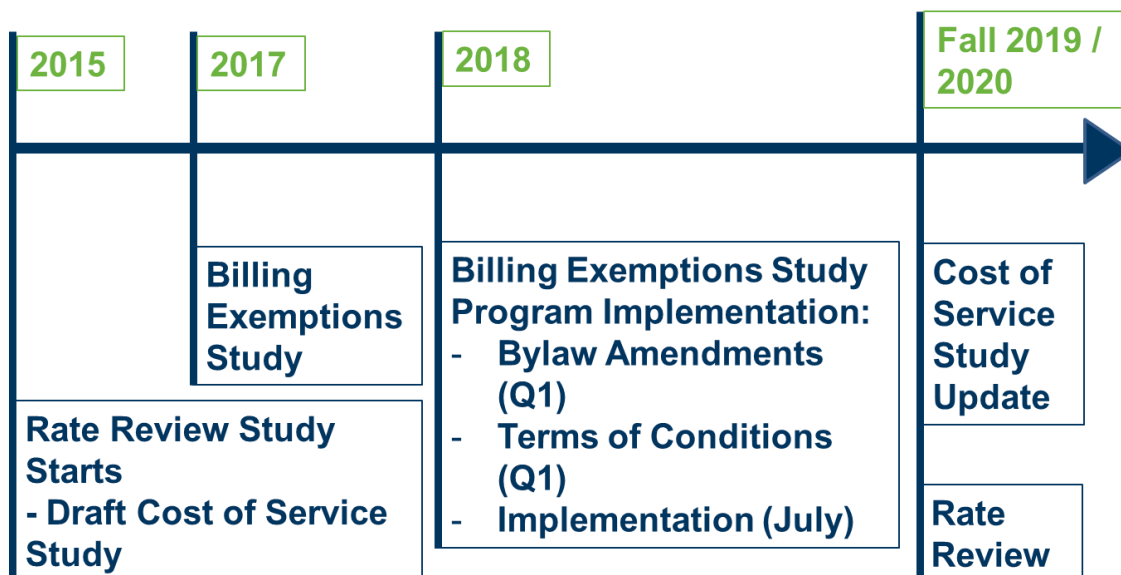 2015
2017
2018
Fall 2019 /
2020
Billing
Exemptions
Study
Rate Review Study
Starts
- Draft Cost of Service
Study
Billing Exemptions Study
Program Implementation:
- Bylaw Amendments
(Q1)
- Terms of Conditions
(Q1)
- Implementation (July)
Cost of
Service
Study
Update
Rate
Review